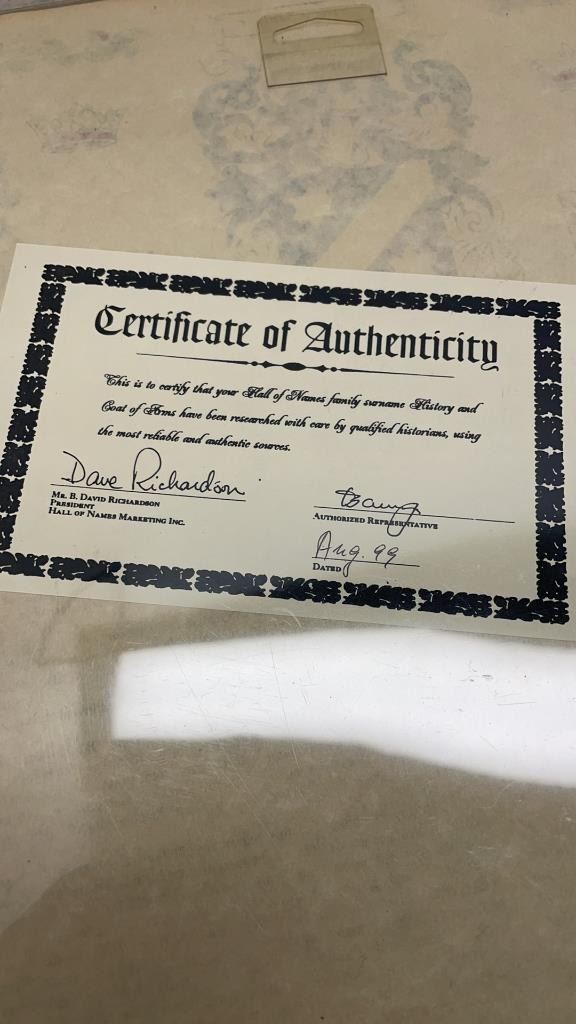 Certificate of Authenticity
This is to certify that your Hall of Names family surname History and
Coat of Arms have been researched with care by qualified historians, using
the most reliable and authentic sources.
Dave Richardson
MR. B. DAVID RICHARDSON
PRESIDENT
HALL OF NAMES MARKETING INC.
AUTHORIZED REPRESENTATIVE
Aug. 99
DATED